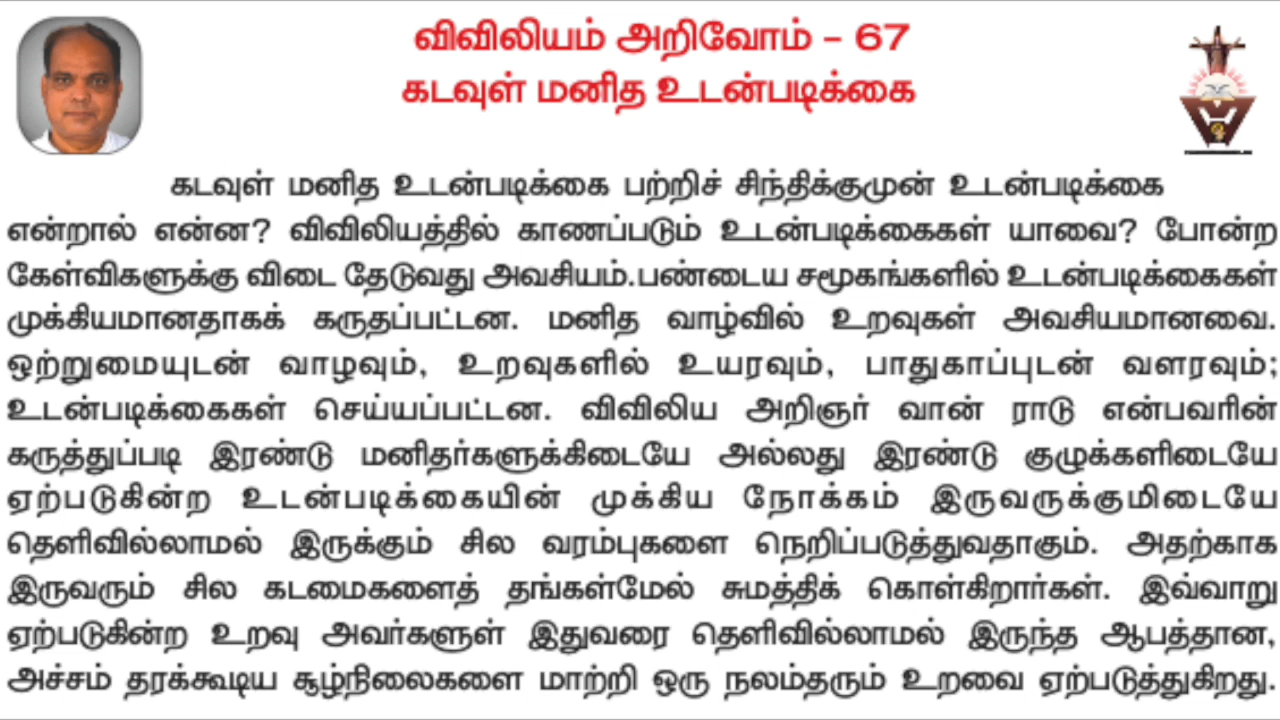 விவிலியம் அறிவோம் – 67
கடவுள் மனித உடன்படிக்கை
கடவுள் மனித உடன்படிக்கை பற்றிச் சிந்திக்குமுன் உடன்படிக்கை
என்றால் என்ன? விவிலியத்தில் காணப்படும் உடன்படிக்கைகள் யாவை? போன்ற
கேள்விகளுக்கு விடை தேடுவது அவசியம்.பண்டைய சமூகங்களில் உடன்படிக்கைகள்
முக்கியமானதாகக் கருதப்பட்டன. மனித வாழ்வில் உறவுகள் அவசியமானவை.
ஒற்றுமையுடன் வாழவும், உறவுகளில் உயரவும், பாதுகாப்புடன் வளரவும்;
உடன்படிக்கைகள் செய்யப்பட்டன. விவிலிய அறிஞர் வான் ராடு என்பவரின்
கருத்துப்படி இரண்டு மனிதர்களுக்கிடையே அல்லது இரண்டு குழுக்களிடையே
ஏற்படுகின்ற உடன்படிக்கையின் முக்கிய நோக்கம் இருவருக்குமிடையே
தெளிவில்லாமல் இருக்கும் சில வரம்புகளை நெறிப்படுத்துவதாகும். அதற்காக
இருவரும் சில கடமைகளைத் தங்கள்மேல் சுமத்திக் கொள்கிறார்கள். இவ்வாறு
ஏற்படுகின்ற உறவு அவர்களுள் இதுவரை தெளிவில்லாமல் இருந்த ஆபத்தான,
அச்சம் தரக்கூடிய சூழ்நிலைகளை மாற்றி ஒரு நலம்தரும் உறவை ஏற்படுத்துகிறது.